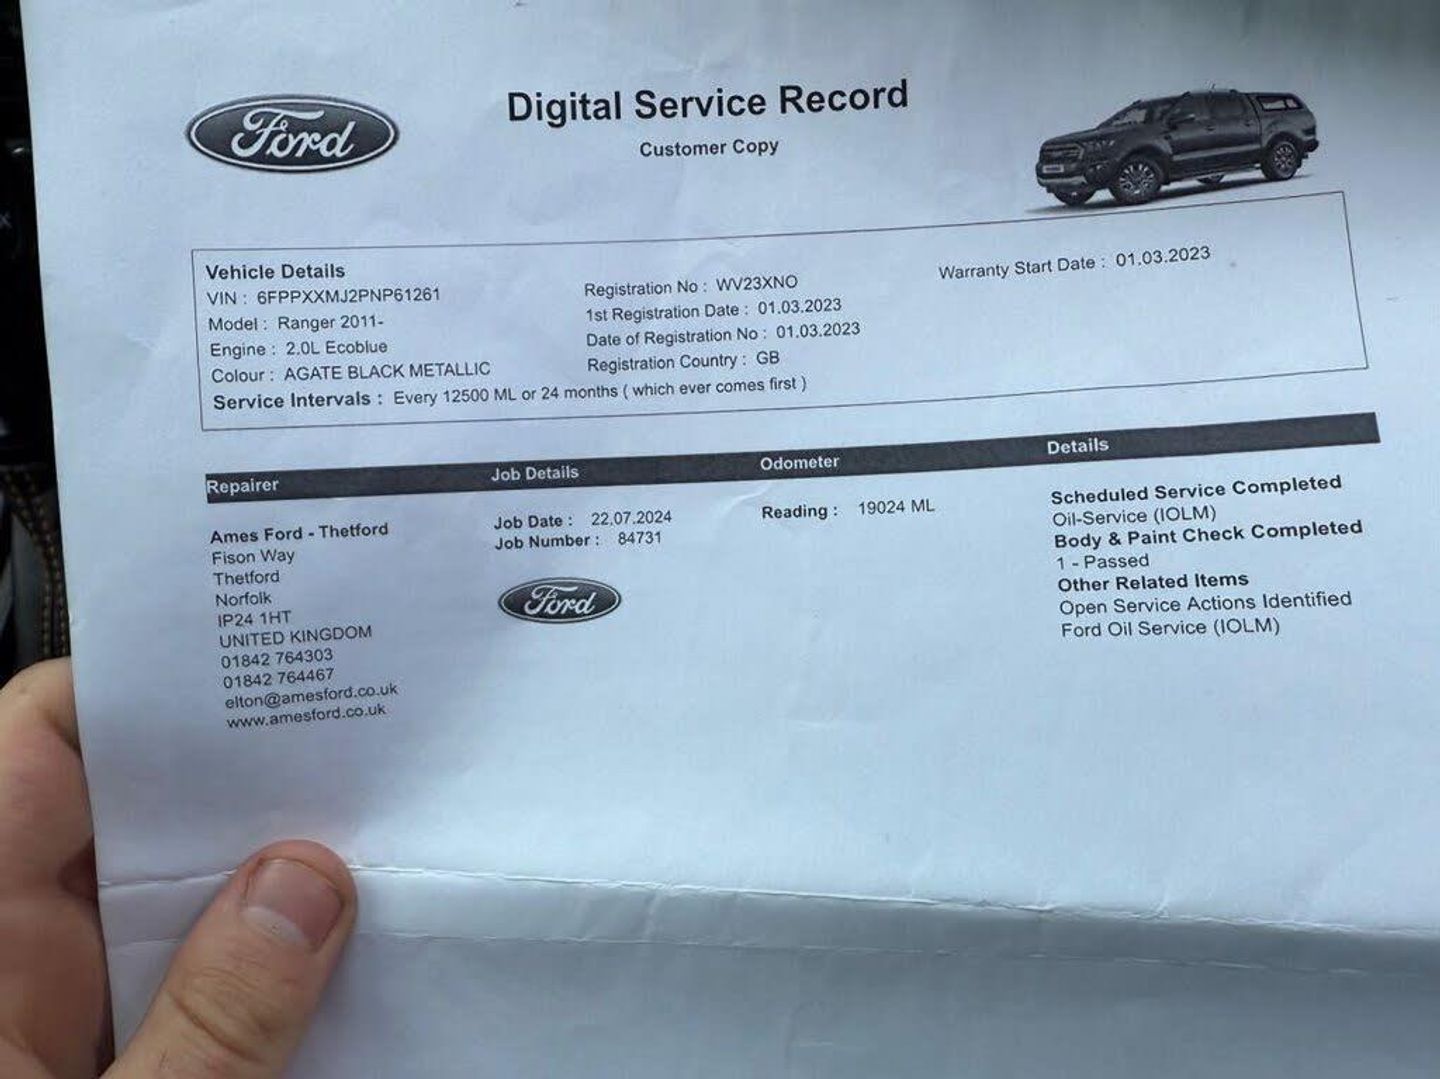 Ford
Digital Service Record
Customer Copy
Vehicle Details
VIN : 6FPPXXMJ2PNP61261
Model : Ranger 2011-
Engine : 2.0L Ecoblue
Colour : AGATE BLACK METALLIC
Service Intervals : Every 12500 ML or 24 months ( which ever comes first )
Registration No : WV23XNO
1st Registration Date : 01.03.2023
Date of Registration No : 01.03.2023
Registration Country : GB
Warranty Start Date : 01.03.2023
Repairer Job Details Odometer Details
Ames Ford - Thetford
Fison Way
Thetford
Norfolk
IP24 1HT
UNITED KINGDOM
01842 764303
01842 764467
elton@amesford.co.uk
www.amesford.co.uk
Job Date : 22.07.2024
Job Number : 84731
Ford
Reading : 19024 ML
Scheduled Service Completed
Oil-Service (IOLM)
Body & Paint Check Completed
1 - Passed
Other Related Items
Open Service Actions Identified
Ford Oil Service (IOLM)